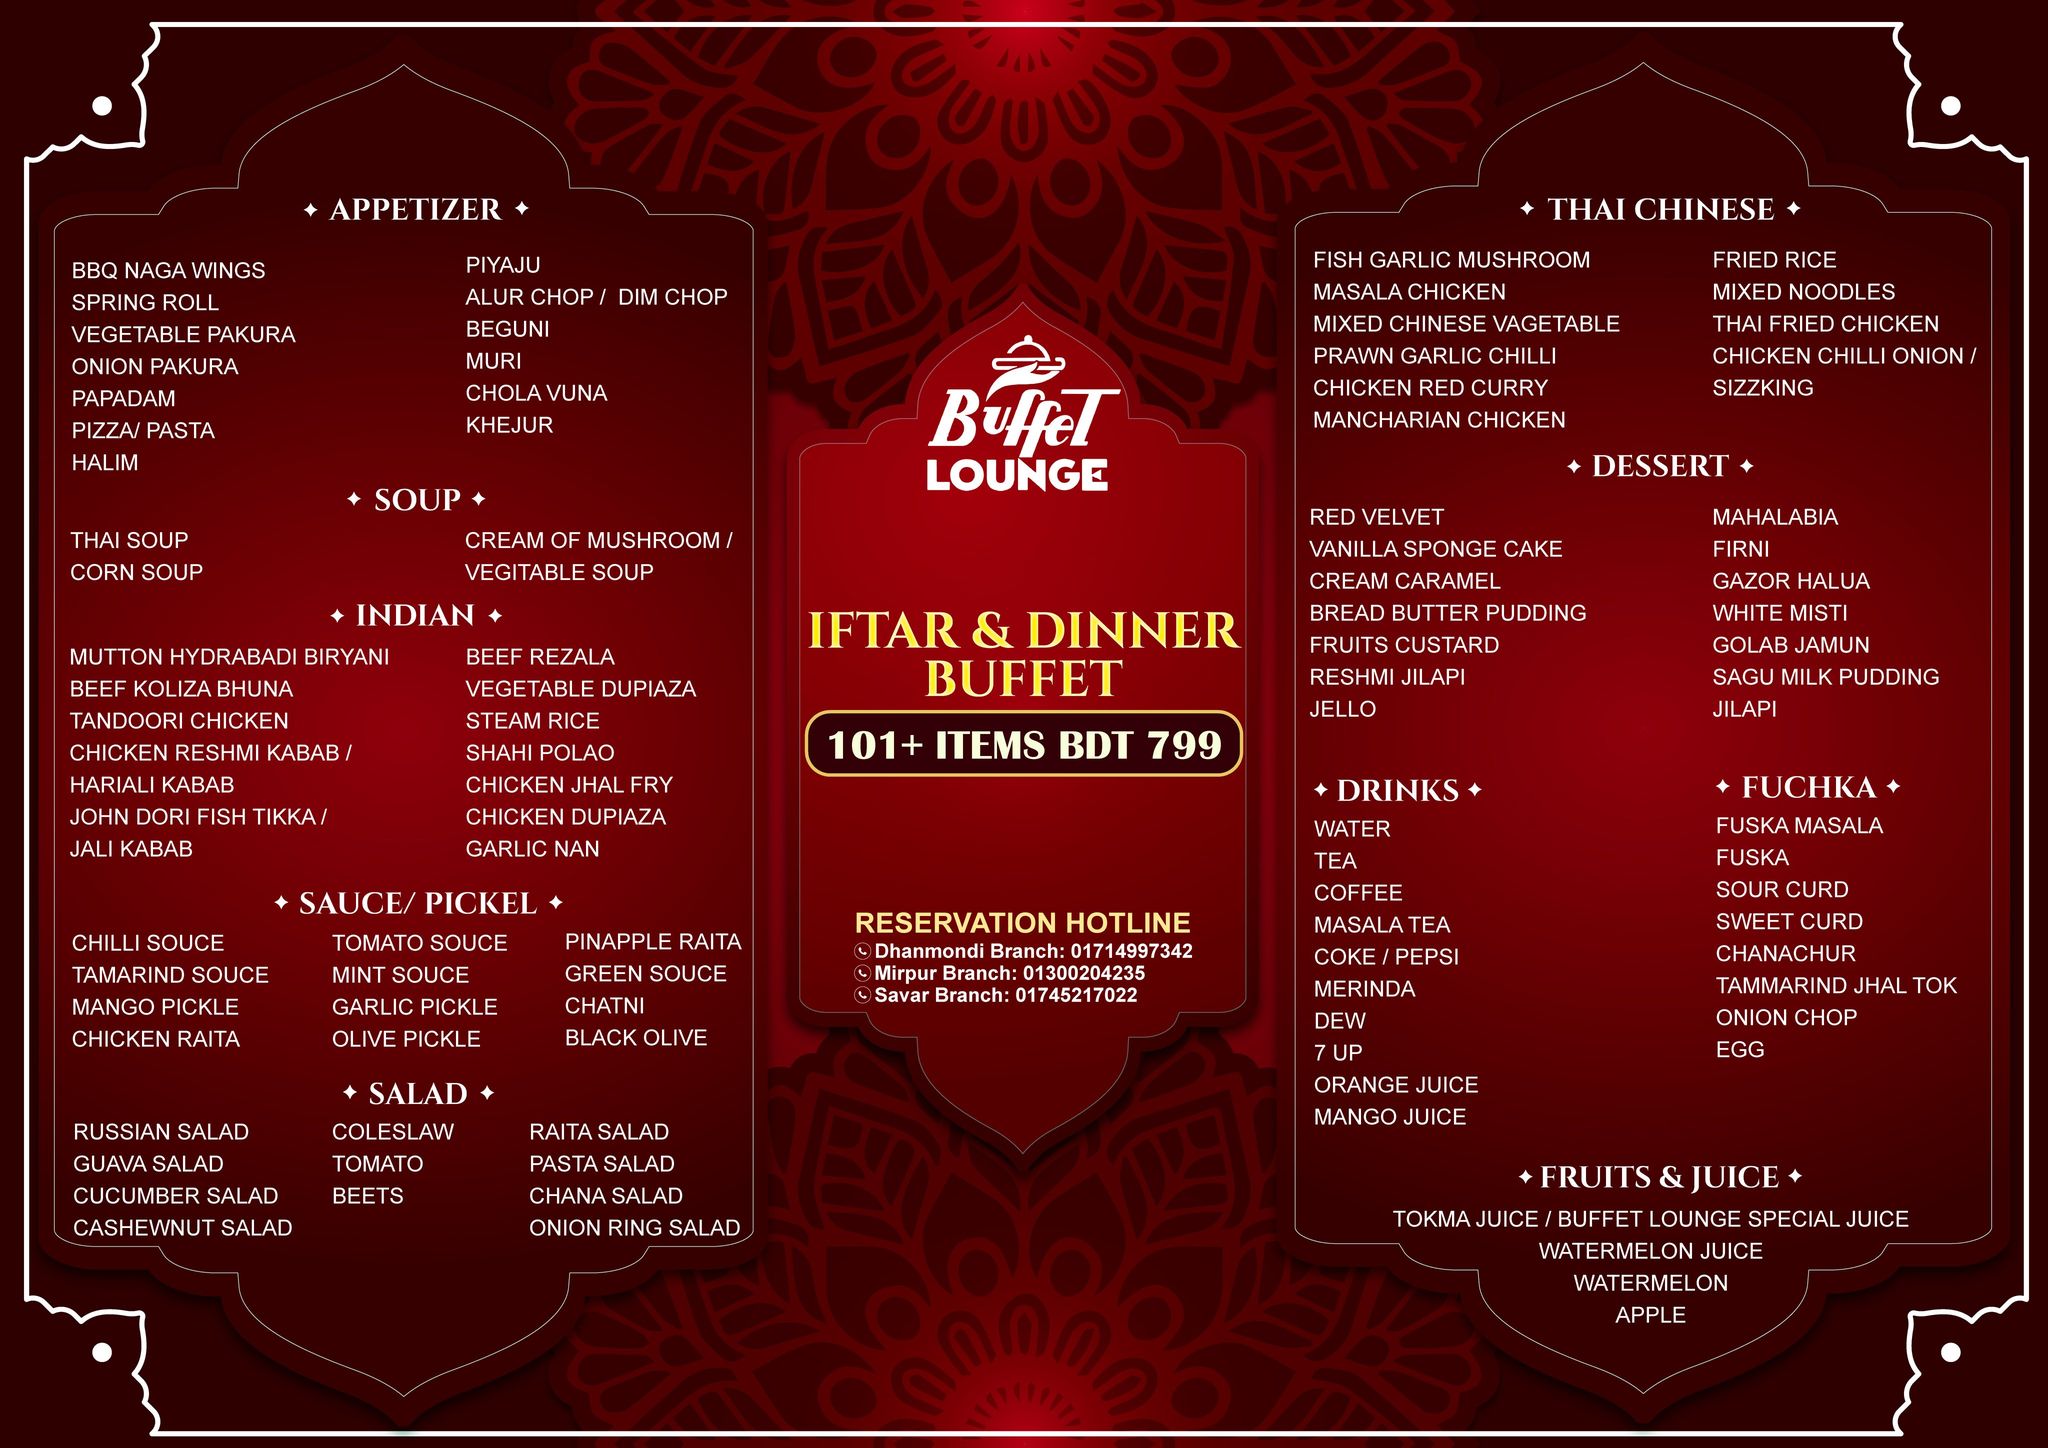 APPETIZER
BBQ NAGA WINGS
SPRING ROLL
VEGETABLE PAKURA
ONION PAKURA
PAPADAM
PIZZA/ PASTA
HALIM
PIYAJU
ALUR CHOP / DIM CHOP
BEGUNI
MURI
CHOLA VUNA
KHEJUR
SOUP
THAI SOUP
CORN SOUP
CREAM OF MUSHROOM /
VEGITABLE SOUP
INDIAN
MUTTON HYDRABADI BIRYANI
BEEF KOLIZA BHUNA
TANDOORI CHICKEN
CHICKEN RESHMI KABAB /
HARIALI KABAB
JOHN DORI FISH TIKKA /
JALI KABAB
BEEF REZALA
VEGETABLE DUPIAZA
STEAM RICE
SHAHI POLAO
CHICKEN JHAL FRY
CHICKEN DUPIAZA
GARLIC NAN
SAUCE/ PICKEL
CHILLI SOUCE
TAMARIND SOUCE
MANGO PICKLE
CHICKEN RAITA
TOMATO SOUCE
MINT SOUCE
GARLIC PICKLE
OLIVE PICKLE
PINAPPLE RAITA
GREEN SOUCE
CHATNI
BLACK OLIVE
SALAD
RUSSIAN SALAD
GUAVA SALAD
CUCUMBER SALAD
CASHEWNUT SALAD
COLESLAW
TOMATO
BEETS
RAITA SALAD
PASTA SALAD
CHANA SALAD
ONION RING SALAD
BuffeT
LOUNGE
IFTAR & DINNER
BUFFET
101+ ITEMS BDT 799
RESERVATION HOTLINE
Dhanmondi Branch: 01714997342
Mirpur Branch: 01300204235
Savar Branch: 01745217022
THAI CHINESE
FISH GARLIC MUSHROOM
MASALA CHICKEN
MIXED CHINESE VAGETABLE
PRAWN GARLIC CHILLI
CHICKEN RED CURRY
MANCHARIAN CHICKEN
FRIED RICE
MIXED NOODLES
THAI FRIED CHICKEN
CHICKEN CHILLI ONION /
SIZZKING
DESSERT
RED VELVET
VANILLA SPONGE CAKE
CREAM CARAMEL
BREAD BUTTER PUDDING
FRUITS CUSTARD
RESHMI JILAPI
JELLO
MAHALABIA
FIRNI
GAZOR HALUA
WHITE MISTI
GOLAB JAMUN
SAGU MILK PUDDING
JILAPI
DRINKS
WATER
TEA
COFFEE
MASALA TEA
COKE / PEPSI
MERINDA
DEW
7 UP
ORANGE JUICE
MANGO JUICE
FUCHKA
FUSKA MASALA
FUSKA
SOUR CURD
SWEET CURD
CHANACHUR
TAMMARIND JHAL TOK
ONION CHOP
EGG
FRUITS & JUICE
TOKMA JUICE / BUFFET LOUNGE SPECIAL JUICE
WATERMELON JUICE
WATERMELON
APPLE